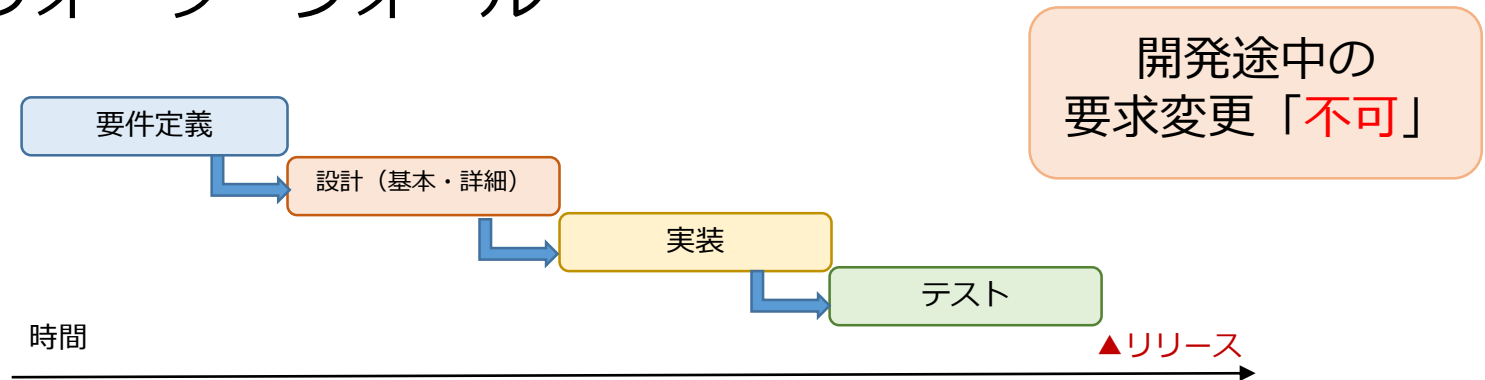 ウォーターフォール
開発途中の
要求変更「不可」
要件定義
設計（基本・詳細）
実装
テスト
時間
▲リリース